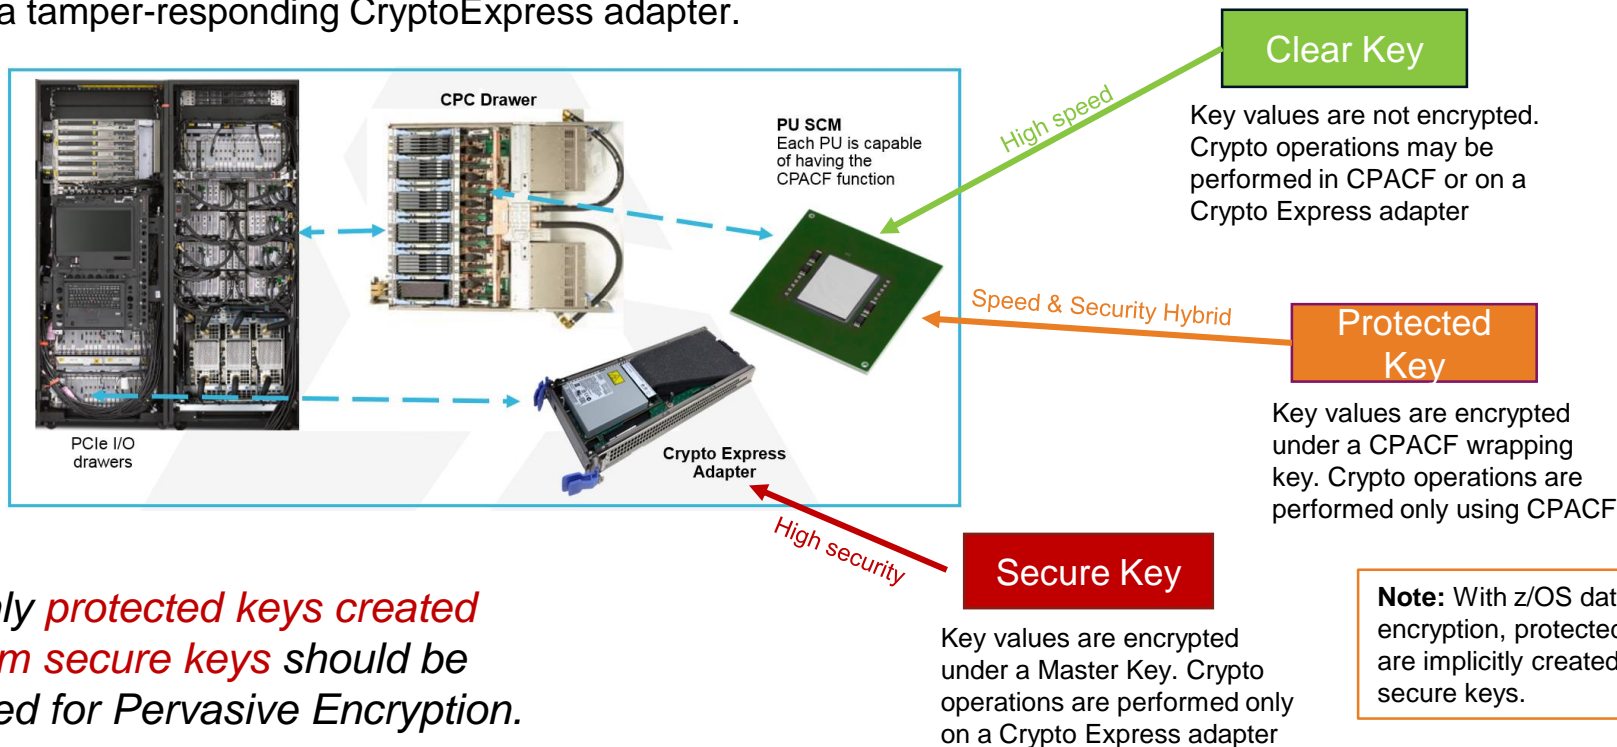 a tamper-responding CryptoExpress adapter.
Clear Key
Key values are not encrypted.
Crypto operations may be
performed in CPACF or on a
Crypto Express adapter
High speed
CPC Drawer
PU SCM
Each PU is capable
of having the
CPACF function
Speed & Security Hybrid
Protected
Key
Key values are encrypted
under a CPACF wrapping
key. Crypto operations are
performed only using CPACF
PCIe I/O
drawers
Crypto Express
Adapter
High security
Secure Key
Key values are encrypted
under a Master Key. Crypto
operations are performed only
on a Crypto Express adapter
protected keys created
secure keys should be
for Pervasive Encryption.
Note: With z/OS
encryption, protected
are implicitly created
secure keys.